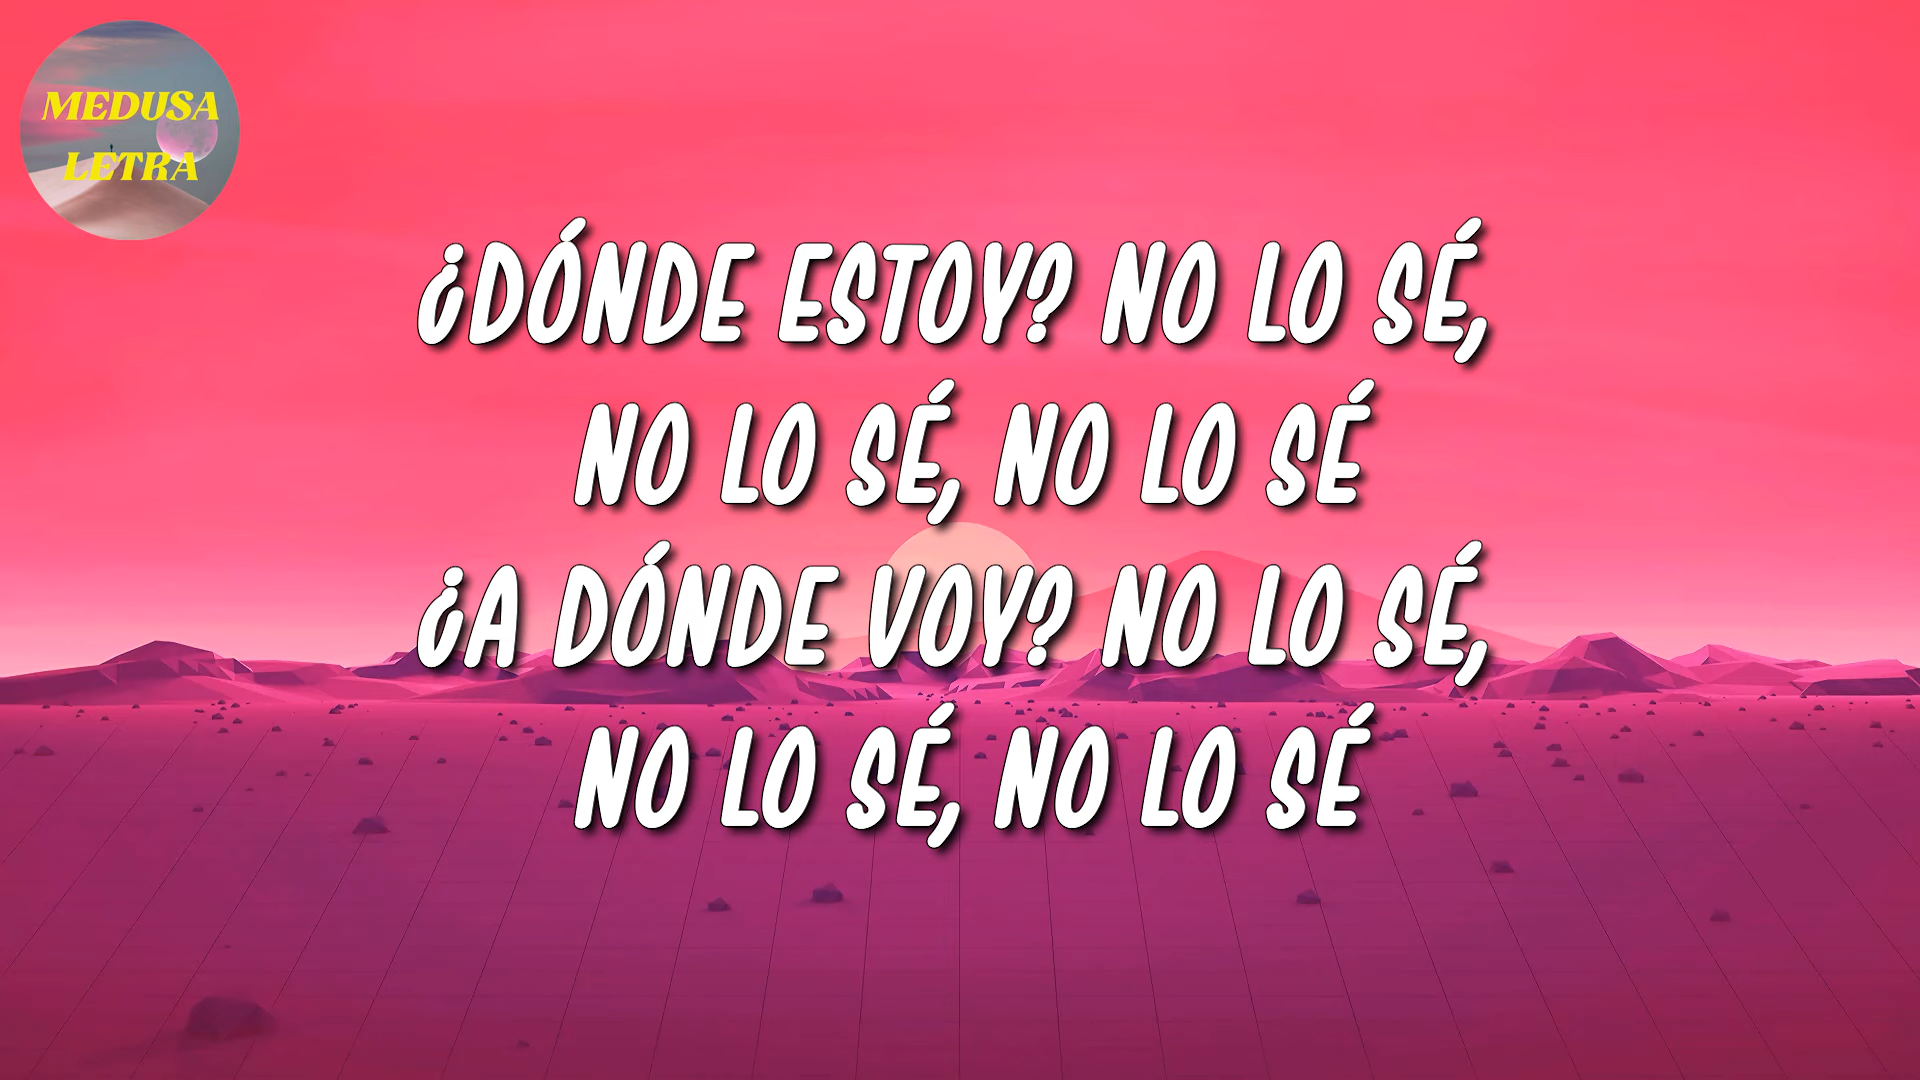 MEDUSA
LETRA
¿DÓNDE ESTOY? NO LO SÉ,
NO LO SÉ, NO LO SÉ
¿A DÓNDE VOY? NO LO SÉ,
NO LO SÉ, NO LO SÉ